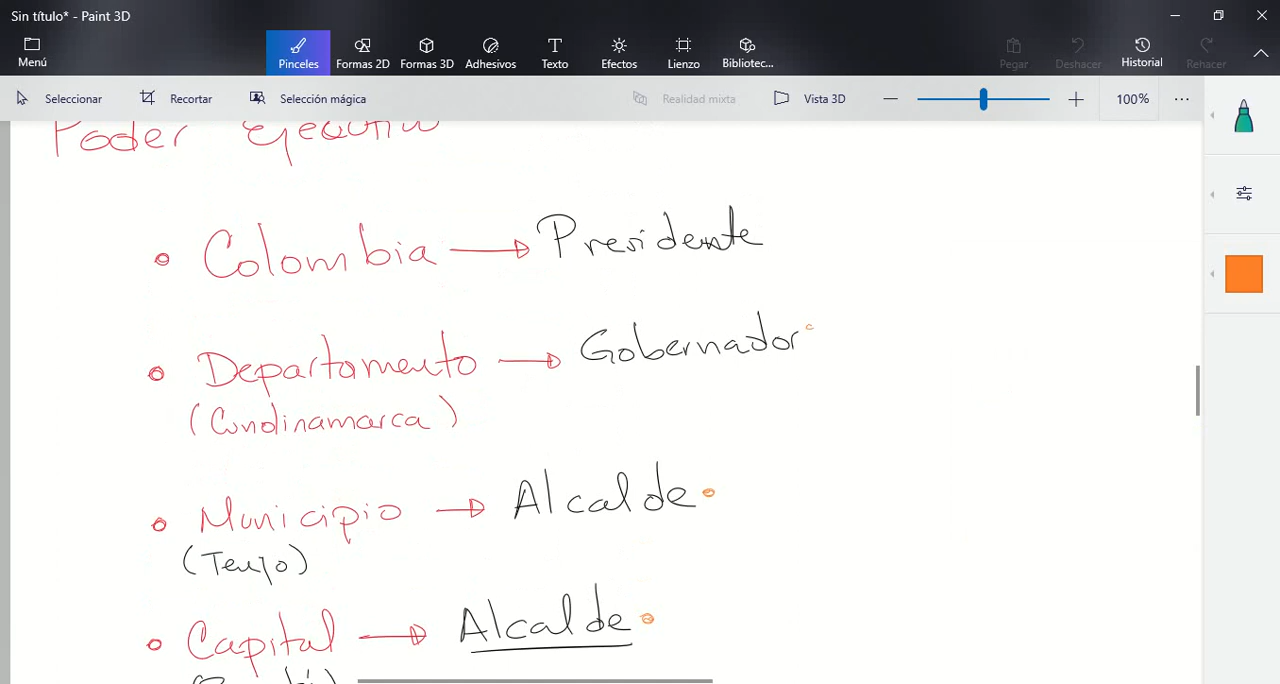 Sin título* - Paint 3D
Menú
Pinceles
Formas 2D
Formas 3D
Adhesivos
Texto
Efectos
Lienzo
Bibliotec...
Pegar
Deshacer
Historial
Rehacer
Seleccionar
Recortar
Selección mágica
Realidad mixta
Vista 3D
100%
Poder Ejecutivo
• Colombia → Presidente
• Departamento → Gobernador
(Cundinamarca)
• Municipio → Alcalde
(Tenjo)
• Capital → Alcalde